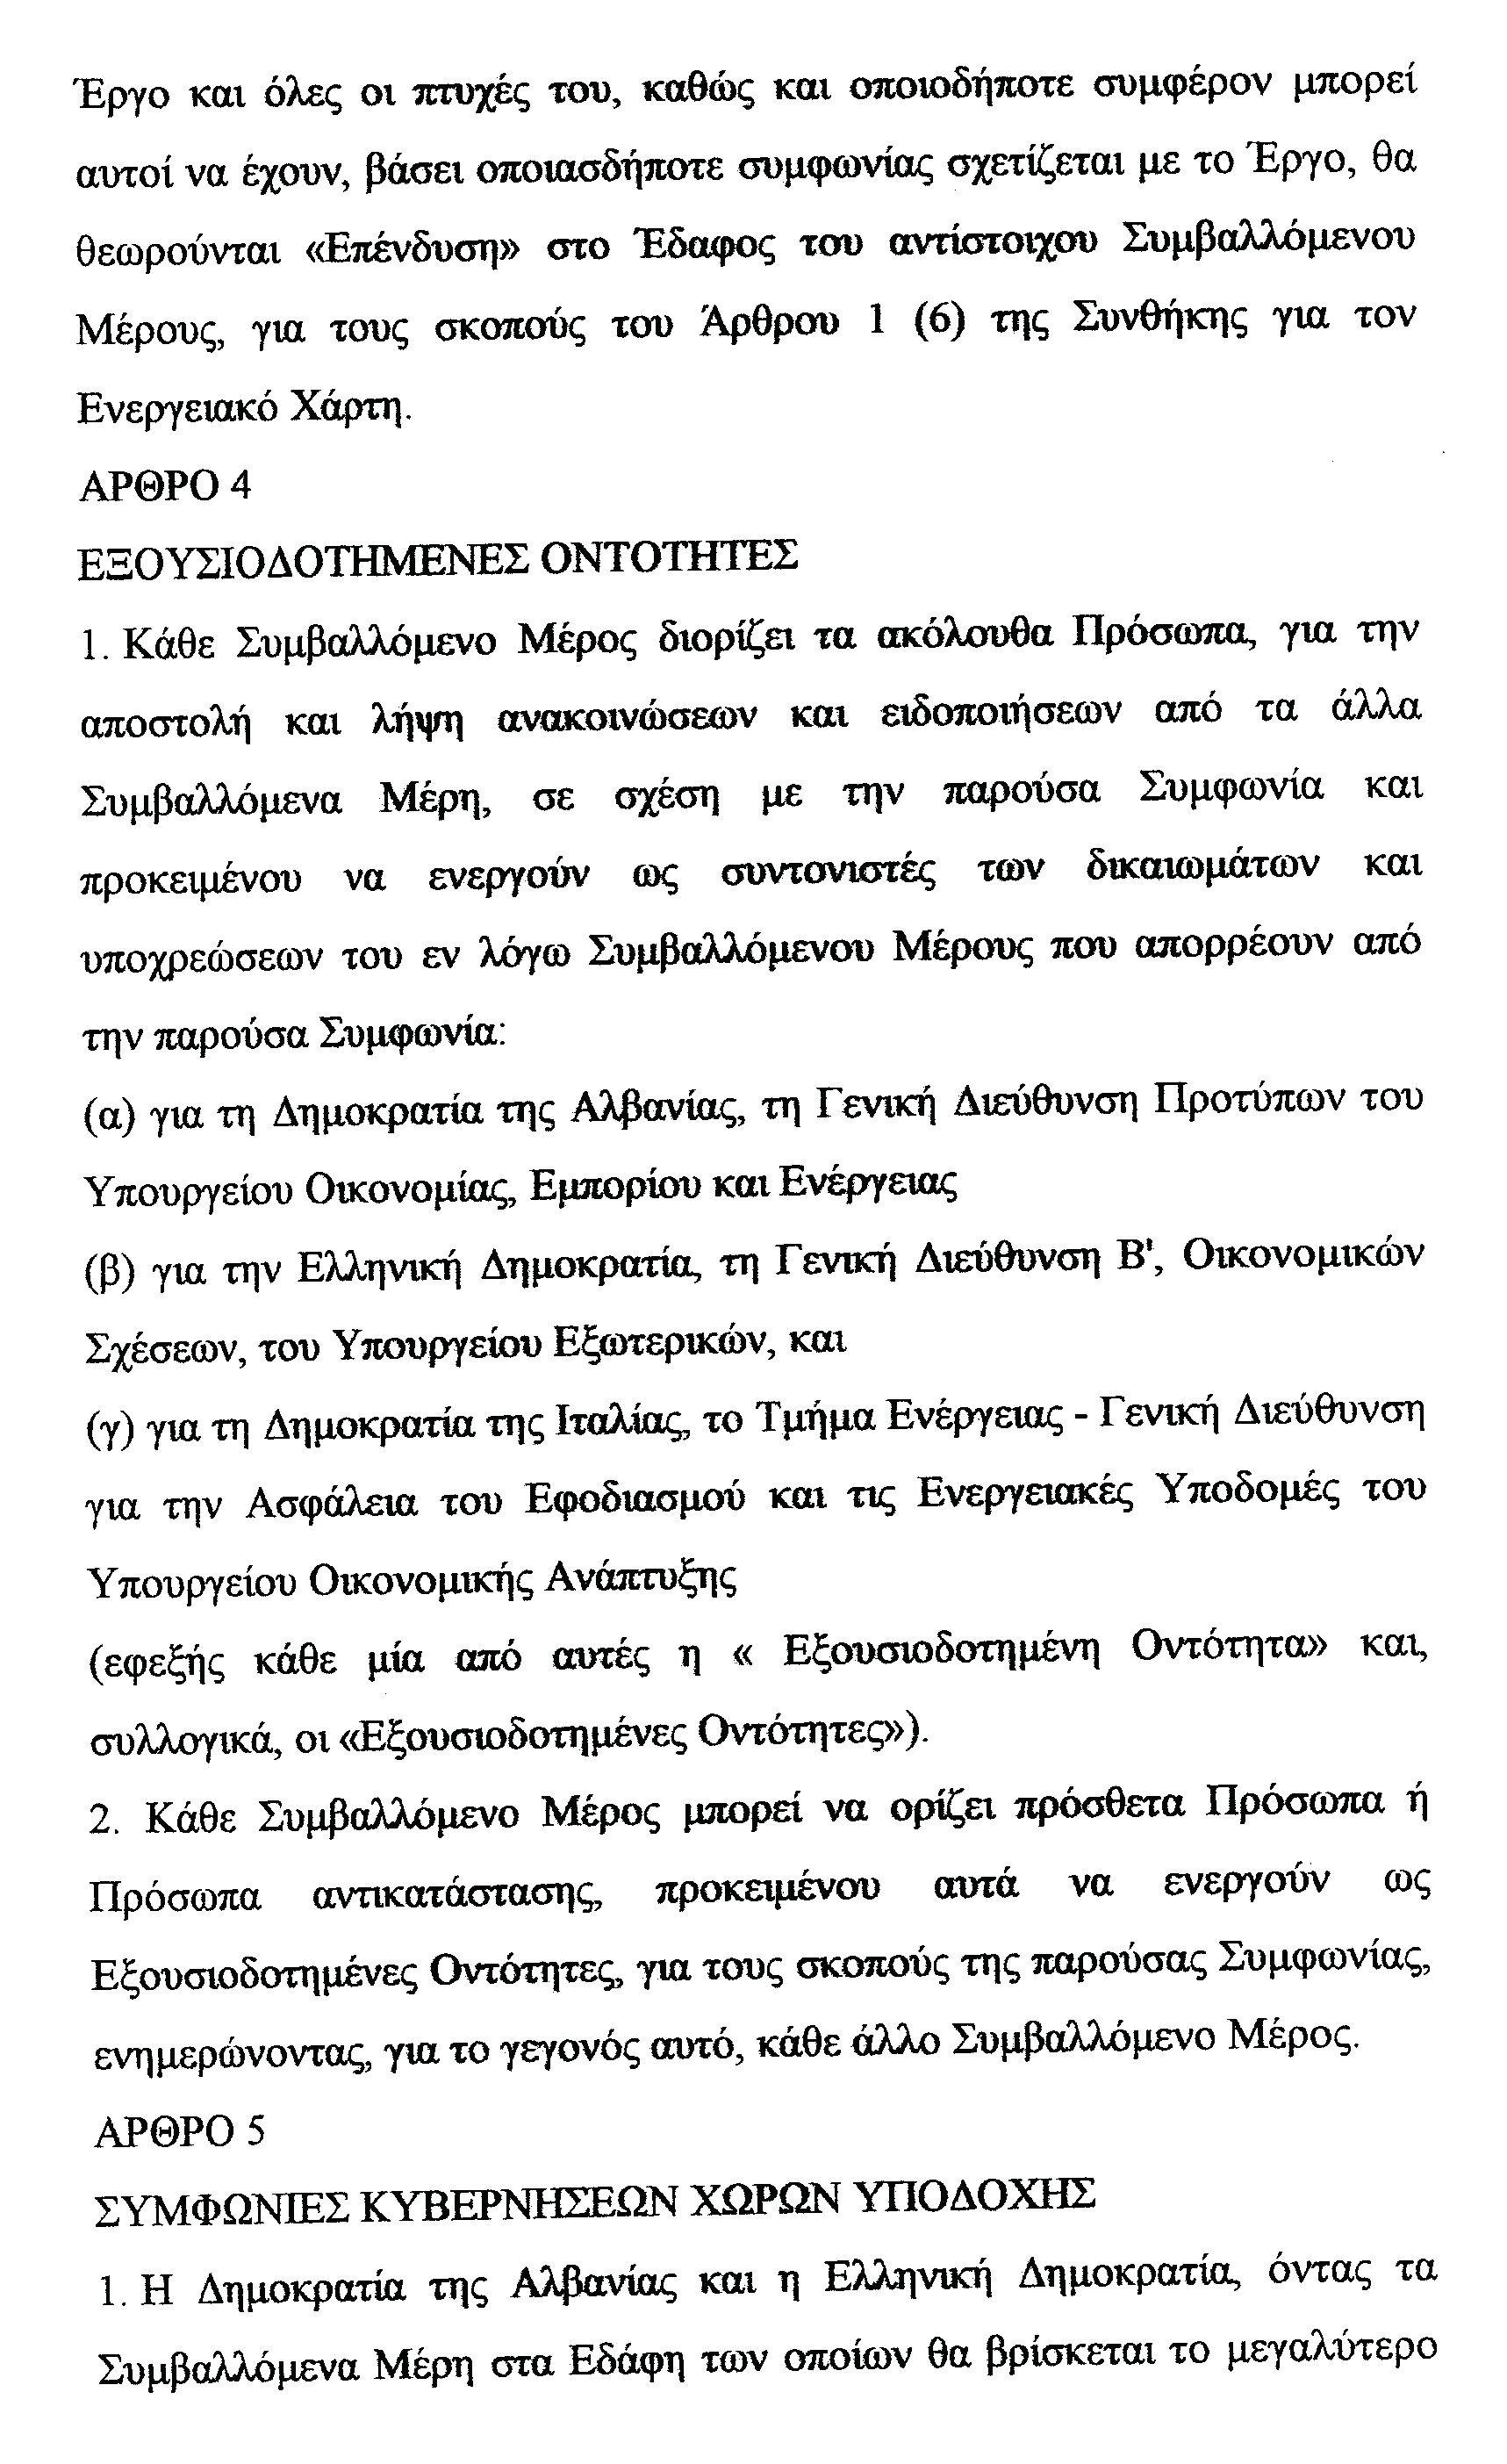 Έργο και όλες οι πτυχές του, καθώς και οποιοδήποτε συμφέρον μπορεί
αυτοί να έχουν, βάσει οποιασδήποτε συμφωνίας σχετίζεται με το Έργο, θα
θεωρούνται «Επένδυση» στο Έδαφος του αντίστοιχου Συμβαλλόμενου
Μέρους, για τους σκοπούς του Άρθρου 1 (6) της Συνθήκης για τον
Ενεργειακό Χάρτη.
ΑΡΘΡΟ 4
ΕΞΟΥΣΙΟΔΟΤΗΜΕΝΕΣ ΟΝΤΟΤΗΤΕΣ
1. Κάθε Συμβαλλόμενο Μέρος διορίζει τα ακόλουθα Πρόσωπα, για την
αποστολή και λήψη ανακοινώσεων και ειδοποιήσεων από τα άλλα
Συμβαλλόμενα Μέρη, σε σχέση με την παρούσα Συμφωνία και
προκειμένου να ενεργούν ως συντονιστές των δικαιωμάτων και
υποχρεώσεων του εν λόγω Συμβαλλόμενου Μέρους που απορρέουν από
την παρούσα Συμφωνία:
(α) για τη Δημοκρατία της Αλβανίας, τη Γενική Διεύθυνση Προτύπων του
Υπουργείου Οικονομίας, Εμπορίου και Ενέργειας
(β) για την Ελληνική Δημοκρατία, τη Γενική Διεύθυνση Β', Οικονομικών
Σχέσεων, του Υπουργείου Εξωτερικών, και
(γ) για τη Δημοκρατία της Ιταλίας, το Τμήμα Ενέργειας - Γενική Διεύθυνση
για την Ασφάλεια του Εφοδιασμού και τις Ενεργειακές Υποδομές του
Υπουργείου Οικονομικής Ανάπτυξης
(εφεξής κάθε μία από αυτές η « Εξουσιοδοτημένη Οντότητα» και,
συλλογικά, οι «Εξουσιοδοτημένες Οντότητες»).
2. Κάθε Συμβαλλόμενο Μέρος μπορεί να ορίζει πρόσθετα Πρόσωπα ή
Πρόσωπα αντικατάστασης, προκειμένου αυτά να ενεργούν ως
Εξουσιοδοτημένες Οντότητες, για τους σκοπούς της παρούσας Συμφωνίας,
ενημερώνοντας, για το γεγονός αυτό, κάθε άλλο Συμβαλλόμενο Μέρος.
ΑΡΘΡΟ 5
ΣΥΜΦΩΝΙΕΣ ΚΥΒΕΡΝΗΣΕΩΝ ΧΩΡΩΝ ΥΠΟΔΟΧΗΣ
1. Η Δημοκρατία της Αλβανίας και η Ελληνική Δημοκρατία, όντας τα
Συμβαλλόμενα Μέρη στα Εδάφη των οποίων θα βρίσκεται το μεγαλύτερο